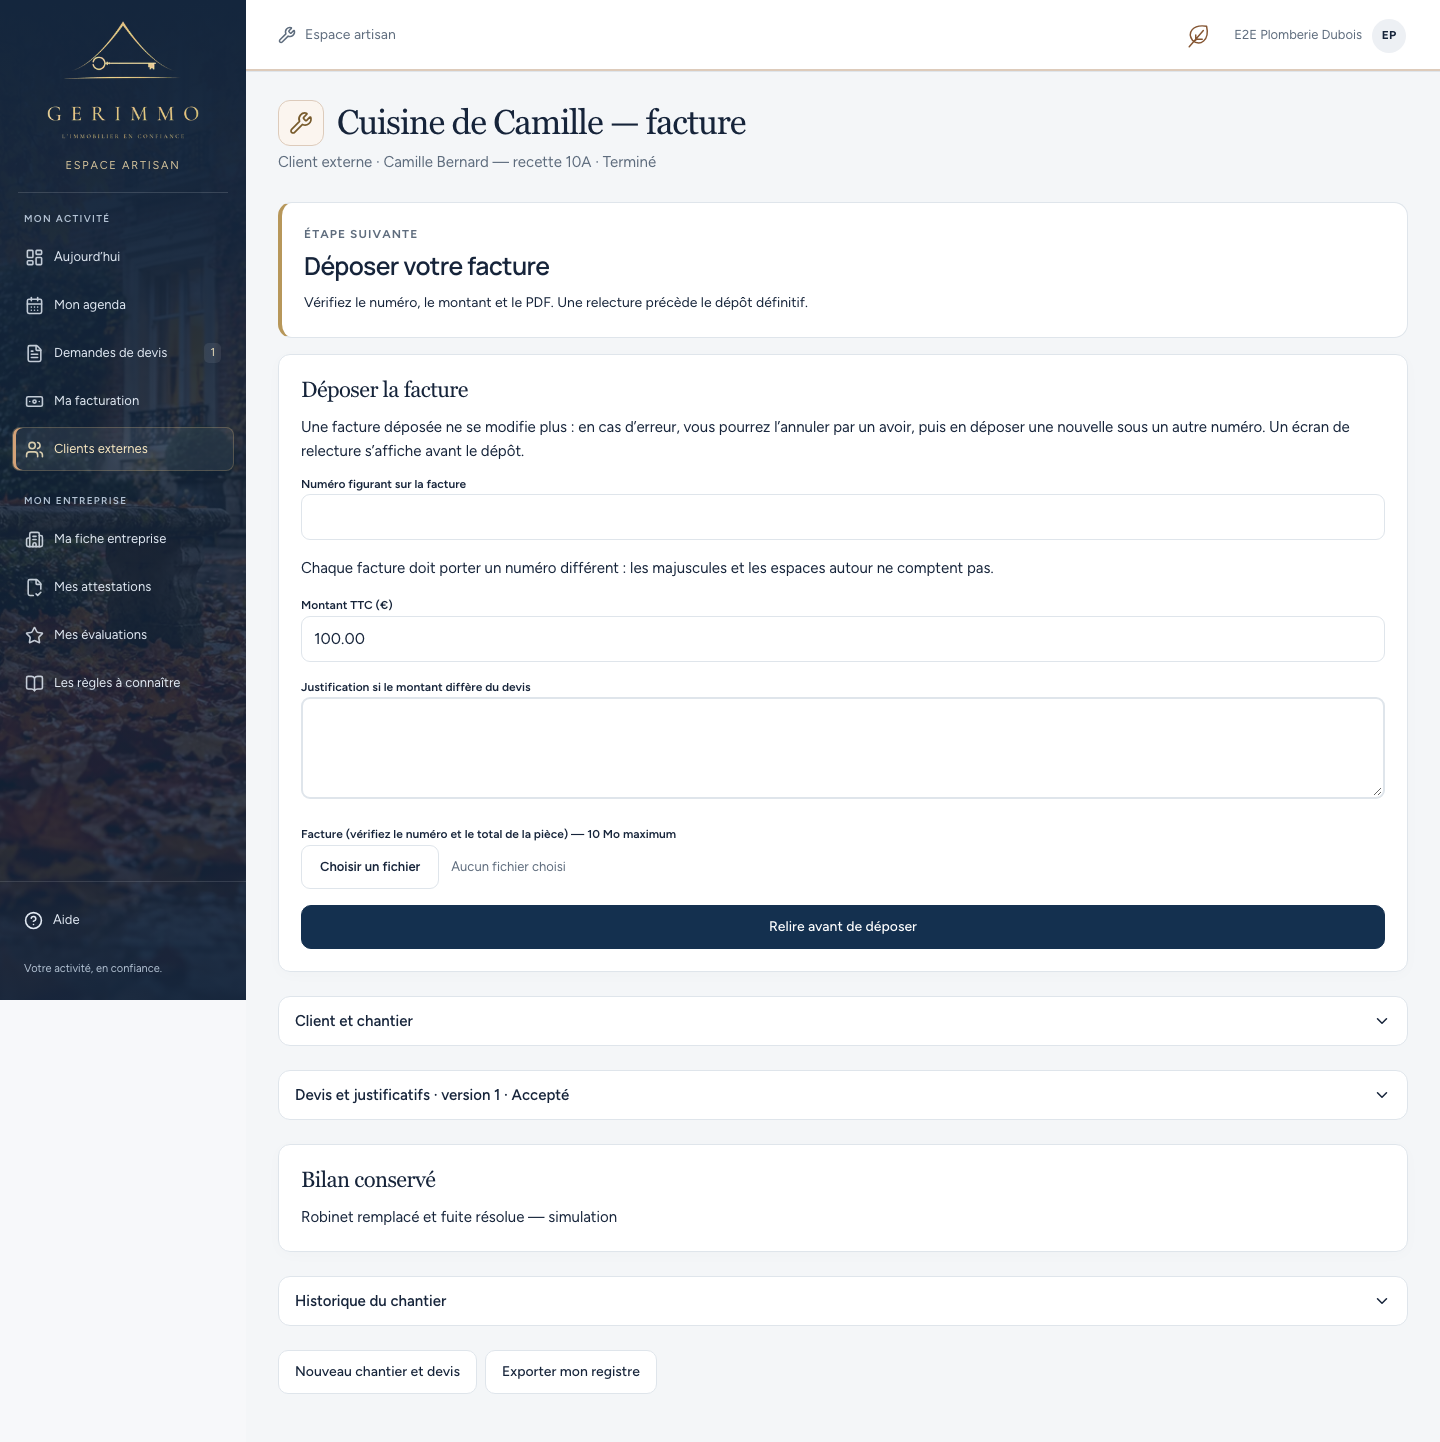 GERIMMO
L'IMMOBILIER EN CONFIANCE
ESPACE ARTISAN
MON ACTIVITÉ
Aujourd'hui
Mon agenda
Demandes de devis 1
Ma facturation
Clients externes
MON ENTREPRISE
Ma fiche entreprise
Mes attestations
Mes évaluations
Les règles à connaître
Aide
Votre activité, en confiance.
Espace artisan
E2E Plomberie Dubois EP
Cuisine de Camille — facture
Client externe · Camille Bernard — recette 10A · Terminé
ÉTAPE SUIVANTE
Déposer votre facture
Vérifiez le numéro, le montant et le PDF. Une relecture précède le dépôt définitif.
Déposer la facture
Une facture déposée ne se modifie plus : en cas d’erreur, vous pourrez l’annuler par un avoir, puis en déposer une nouvelle sous un autre numéro. Un écran de
relecture s’affiche avant le dépôt.
Numéro figurant sur la facture
Chaque facture doit porter un numéro différent : les majuscules et les espaces autour ne comptent pas.
Montant TTC (€)
100.00
Justification si le montant diffère du devis
Facture (vérifiez le numéro et le total de la pièce) — 10 Mo maximum
Choisir un fichier Aucun fichier choisi
Relire avant de déposer
Client et chantier
Devis et justificatifs · version 1 · Accepté
Bilan conservé
Robinet remplacé et fuite résolue — simulation
Historique du chantier
Nouveau chantier et devis Exporter mon registre